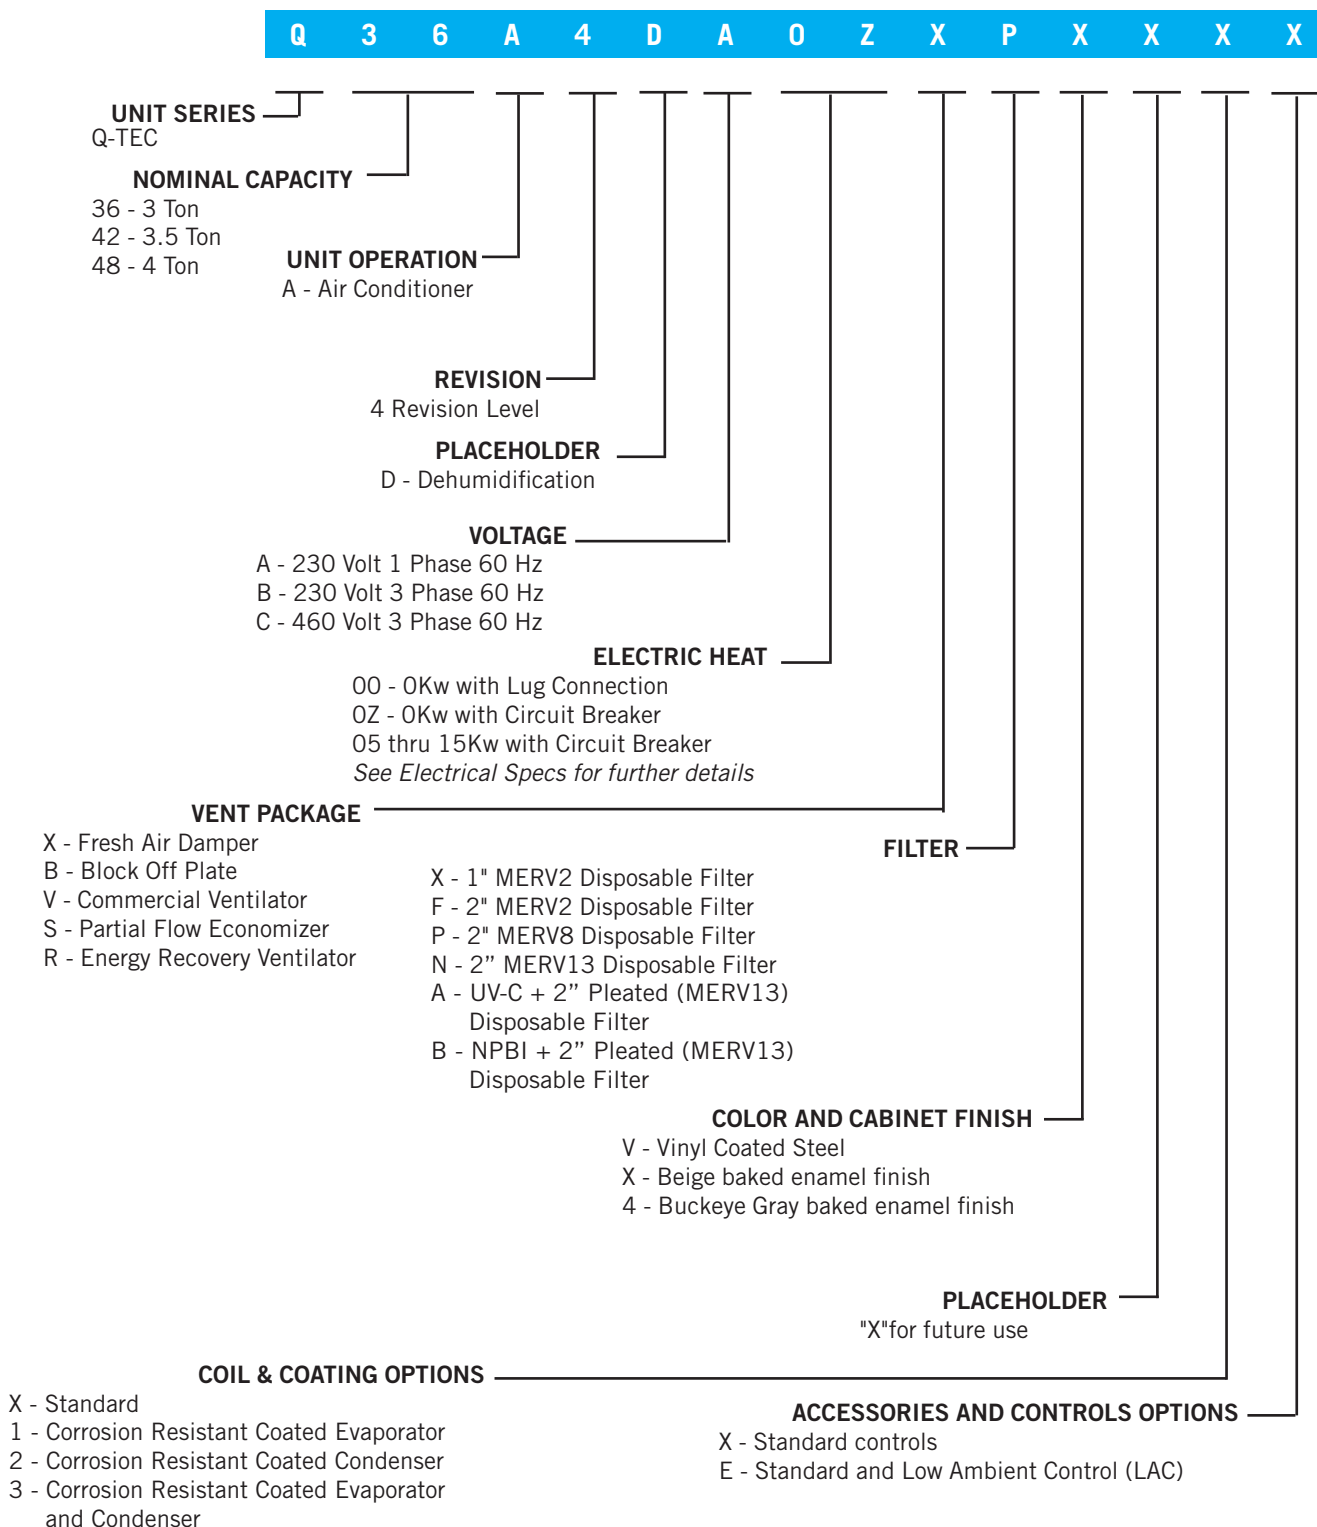 Q 3 6 A 4 D A 0 Z X P X X X X
UNIT SERIES
Q-TEC
NOMINAL CAPACITY
36 - 3 Ton
42 - 3.5 Ton
48 - 4 Ton
UNIT OPERATION
A - Air Conditioner
REVISION
4 Revision Level
PLACEHOLDER
D - Dehumidification
VOLTAGE
A - 230 Volt 1 Phase 60 Hz
B - 230 Volt 3 Phase 60 Hz
C - 460 Volt 3 Phase 60 Hz
ELECTRIC HEAT
00 - 0Kw with Lug Connection
0Z - 0Kw with Circuit Breaker
05 thru 15Kw with Circuit Breaker
See Electrical Specs for further details
VENT PACKAGE
X - Fresh Air Damper
B - Block Off Plate
V - Commercial Ventilator
S - Partial Flow Economizer
R - Energy Recovery Ventilator
FILTER
X - 1" MERV2 Disposable Filter
F - 2" MERV2 Disposable Filter
P - 2" MERV8 Disposable Filter
N - 2” MERV13 Disposable Filter
A - UV-C + 2” Pleated (MERV13)
Disposable Filter
B - NPBI + 2” Pleated (MERV13)
Disposable Filter
COLOR AND CABINET FINISH
V - Vinyl Coated Steel
X - Beige baked enamel finish
4 - Buckeye Gray baked enamel finish
PLACEHOLDER
"X"for future use
COIL & COATING OPTIONS
X - Standard
1 - Corrosion Resistant Coated Evaporator
2 - Corrosion Resistant Coated Condenser
3 - Corrosion Resistant Coated Evaporator
and Condenser
ACCESSORIES AND CONTROLS OPTIONS
X - Standard controls
E - Standard and Low Ambient Control (LAC)